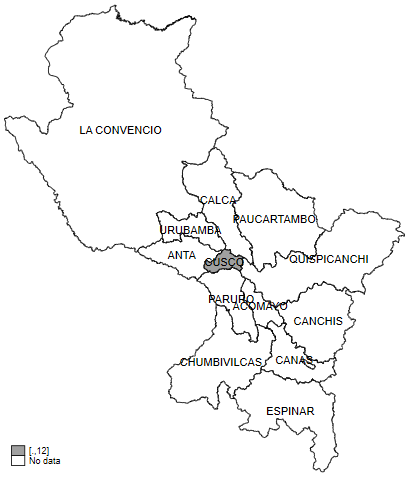 LA CONVENCIO
CALCA
PAUCARTAMBO
URUBAMBA
ANTA
CUSCO
QUISPICANCHI
PARURO
ACOMAYO
CANCHIS
CHUMBIVILCAS
CANAS
ESPINAR
[.,12]
No data